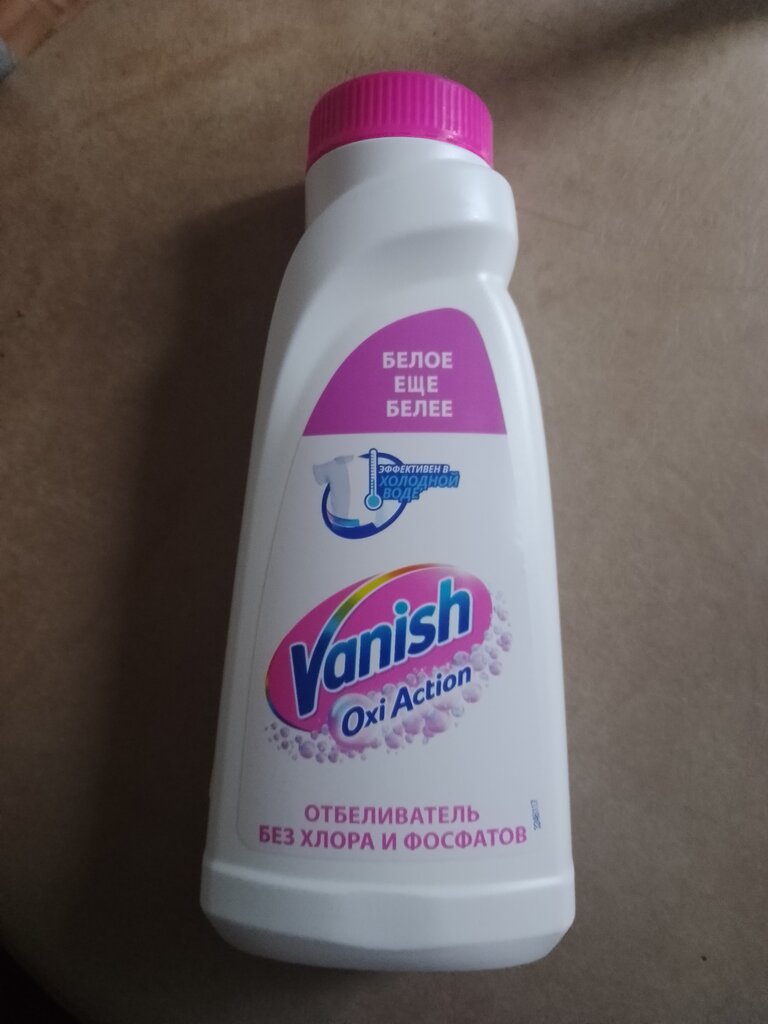 БЕЛОЕ
ЕЩЕ
БЕЛЕЕ
ЭФФЕКТИВЕН В
ХОЛОДНОЙ
ВОДЕ
Vanish
Oxi Action
ОТБЕЛИВАТЕЛЬ
БЕЗ ХЛОРА И ФОСФАТОВ